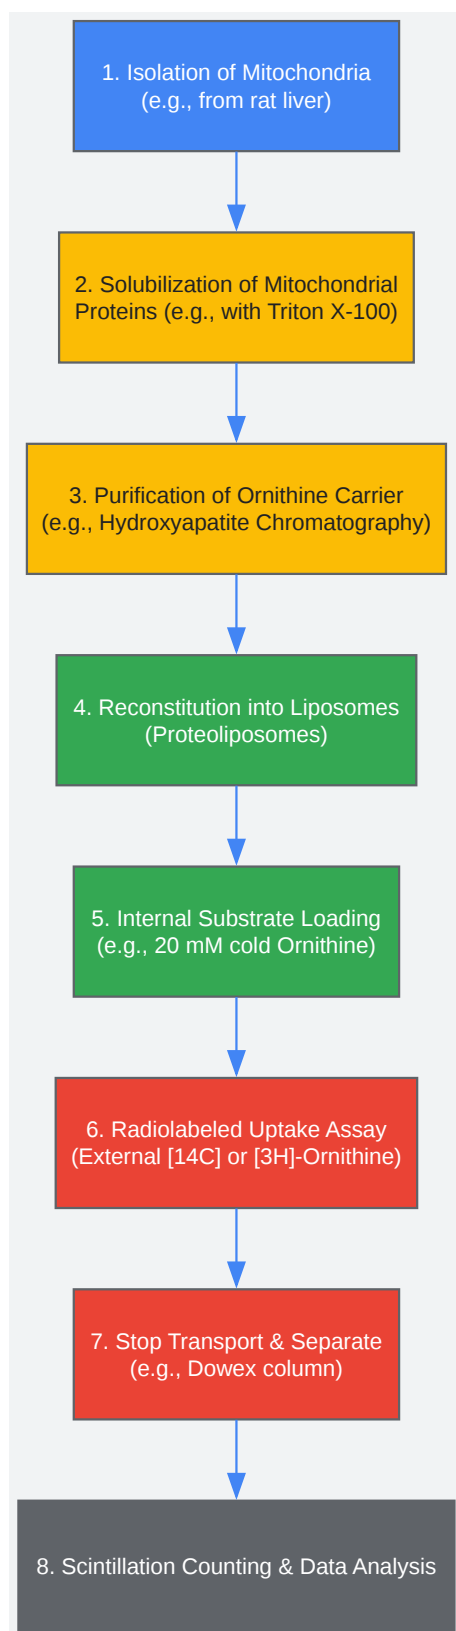 1. Isolation of Mitochondria
(e.g., from rat liver)
2. Solubilization of Mitochondrial
Proteins (e.g., with Triton X-100)
3. Purification of Ornithine Carrier
(e.g., Hydroxyapatite Chromatography)
4. Reconstitution into Liposomes
(Proteoliposomes)
5. Internal Substrate Loading
(e.g., 20 mM cold Ornithine)
6. Radiolabeled Uptake Assay
(External [14C] or [3H]-Ornithine)
7. Stop Transport & Separate
(e.g., Dowex column)
8. Scintillation Counting & Data Analysis